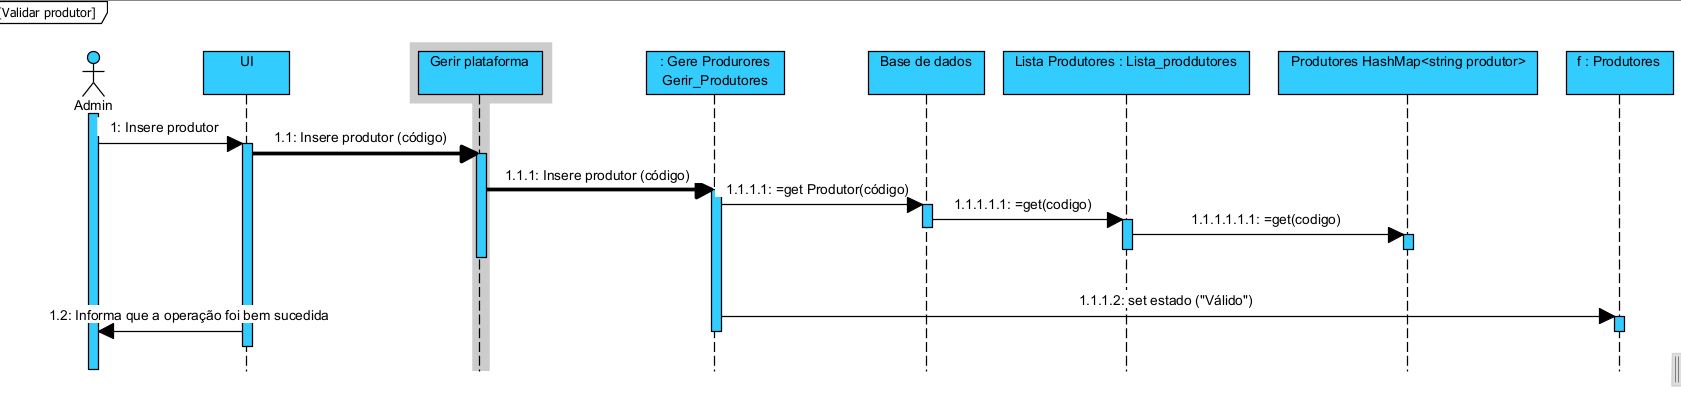 [Validar produtor]
UI
Gerir plataforma
: Gere Produrores
Gerir_Produtores
Base de dados
Lista Produtores : Lista_proddutores
Produtores HashMap<string produtor>
f : Produtores
Admin
1: Insere produtor
1.1: Insere produtor (código)
1.1.1: Insere produtor (código)
1.1.1.1: =get Produtor(código)
1.1.1.1.1: =get(codigo)
1.1.1.1.1.1: =get(codigo)
1.1.1.2: set estado ("Válido")
1.2: Informa que a operação foi bem sucedida